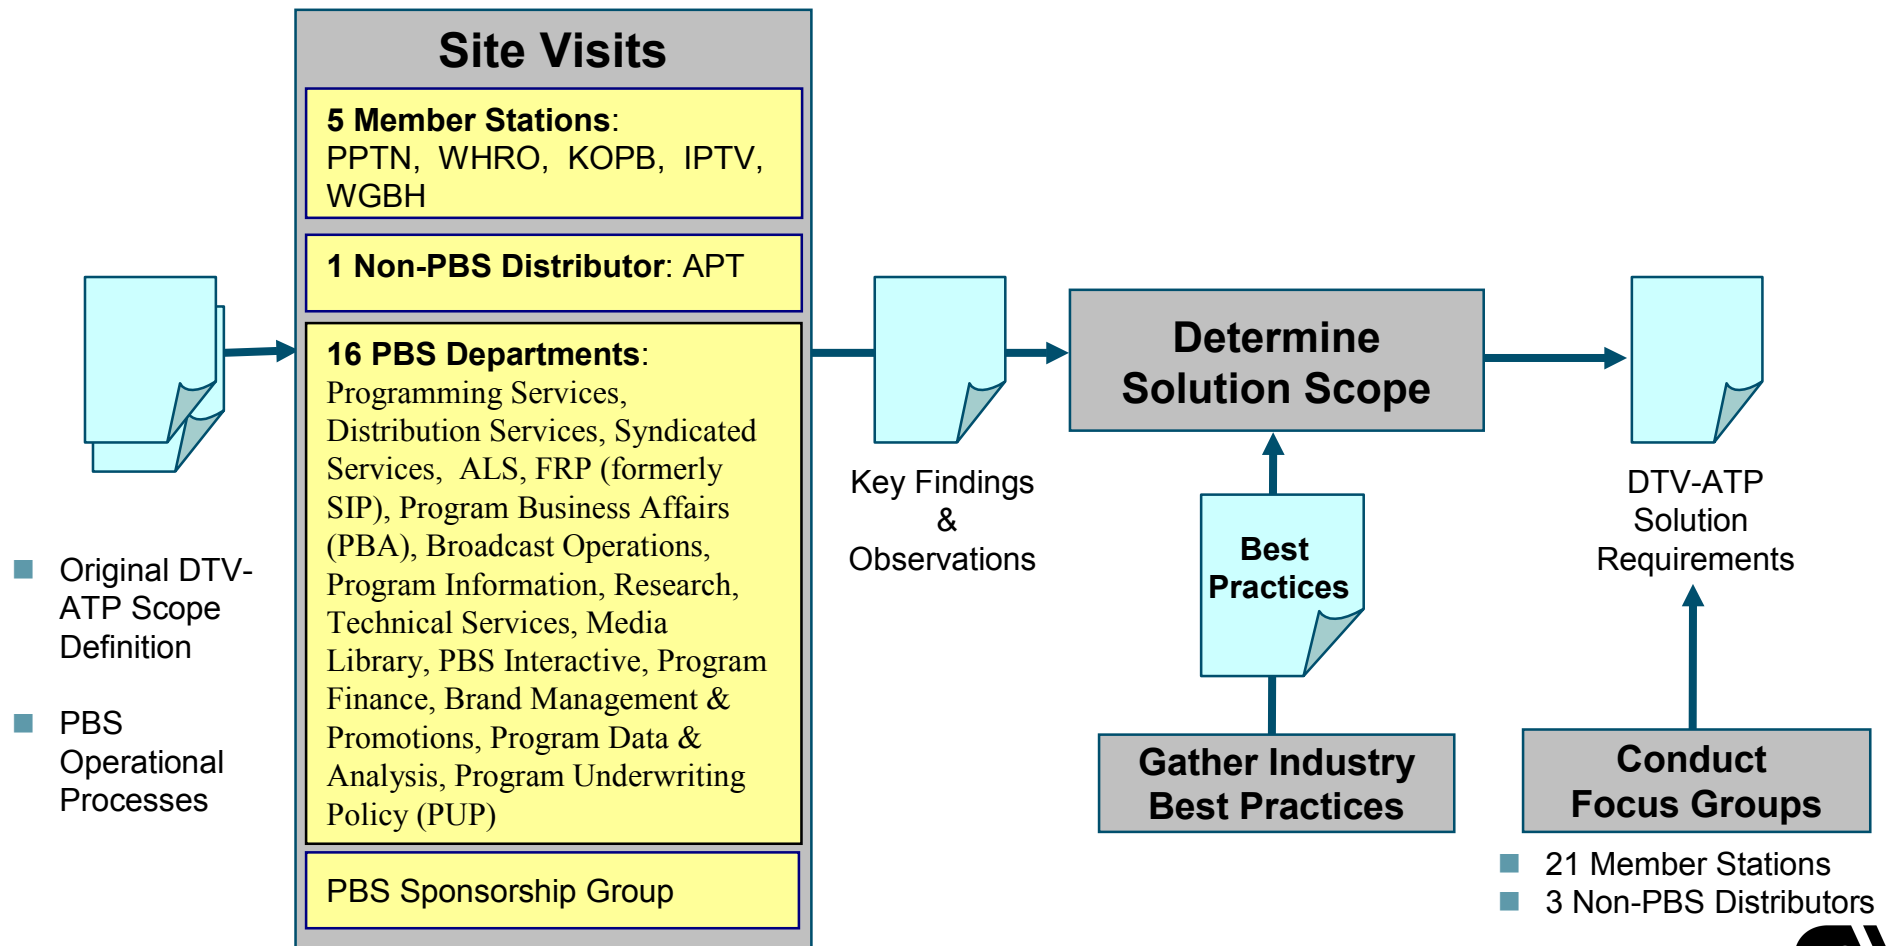 Site Visits
5 Member Stations:
PPTN, WHRO, KOPB, IPTV,
WGBH
1 Non-PBS Distributor: APT
16 PBS Departments:
Programming Services,
Distribution Services, Syndicated
Services, ALS, FRP (formerly
SIP), Program Business Affairs
(PBA), Broadcast Operations,
Program Information, Research,
Technical Services, Media
Library, PBS Interactive, Program
Finance, Brand Management &
Promotions, Program Data &
Analysis, Program Underwriting
Policy (PUP)
PBS Sponsorship Group
Original DTV-
ATP Scope
Definition
PBS
Operational
Processes
Key Findings
&
Observations
Determine
Solution Scope
Best
Practices
Gather Industry
Best Practices
DTV-ATP
Solution
Requirements
Conduct
Focus Groups
21 Member Stations
3 Non-PBS Distributors